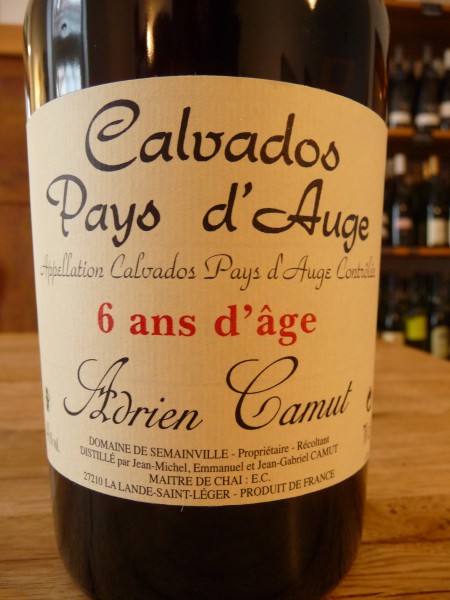 Calvados
Pays d'Auge
Appellation Calvados Pays d'Auge Contrôlée
6 ans d'âge
Adrien Camut
DOMAINE DE SEMAINVILLE - Propriétaire - Récoltant
DISTILLÉ par Jean-Michel, Emmanuel et Jean-Gabriel CAMUT
MAITRE DE CHAI : E.C.
27210 LA LANDE-SAINT-LÉGER - PRODUIT DE FRANCE